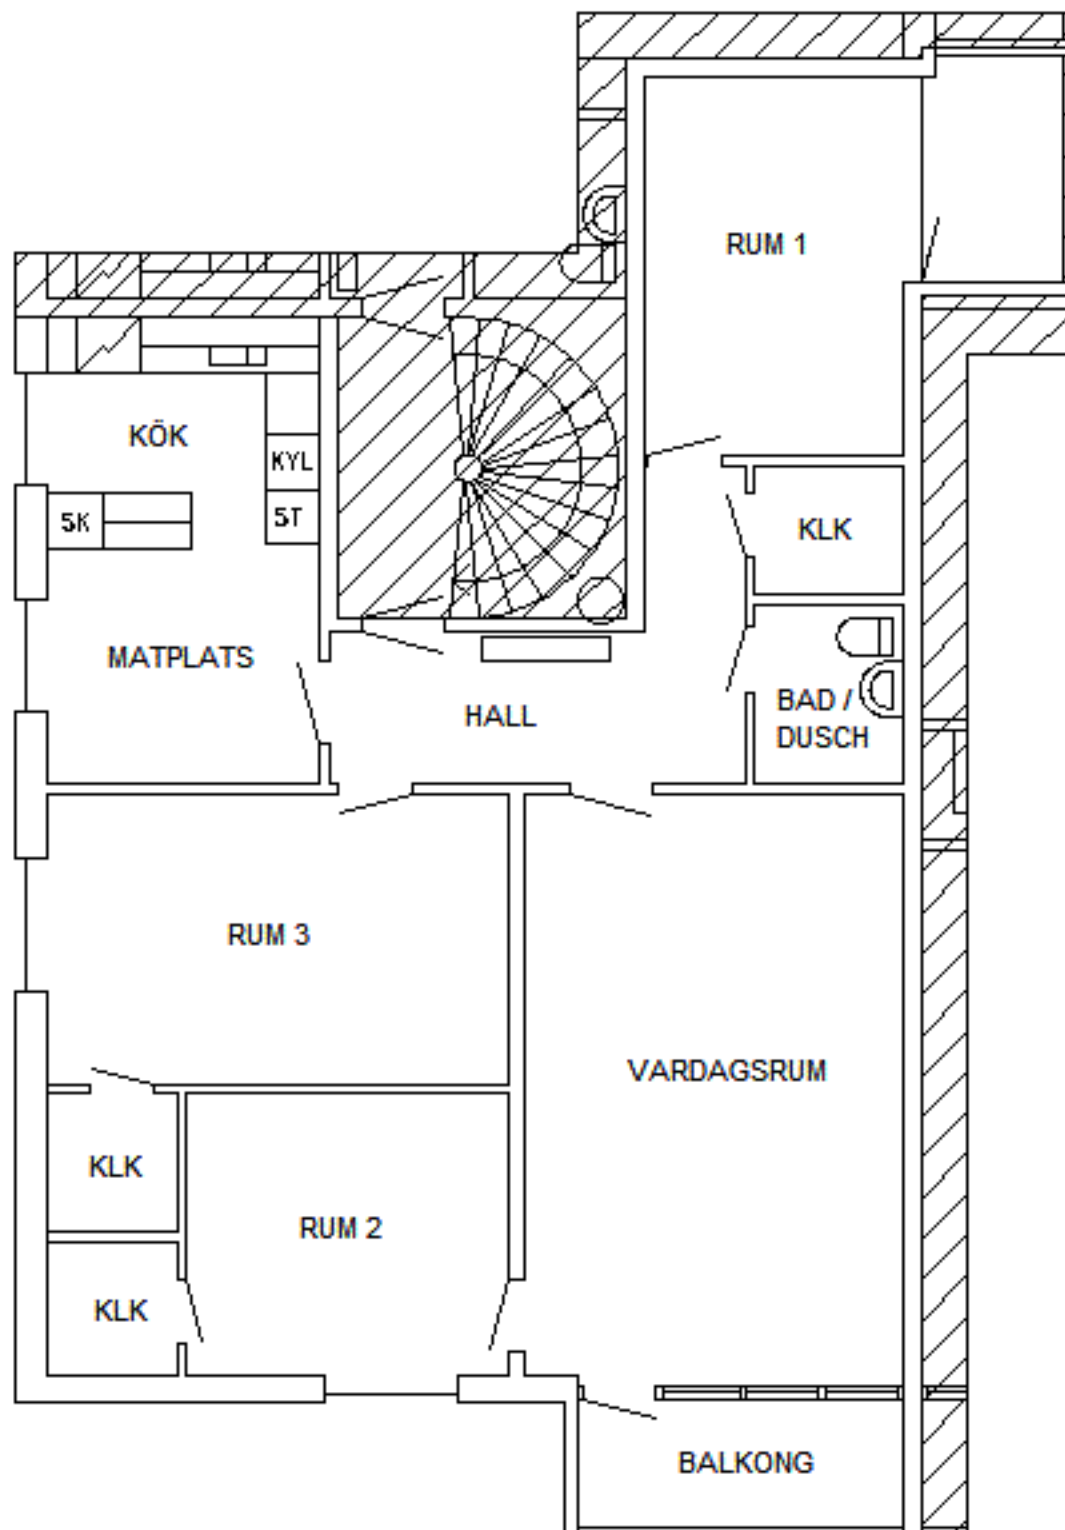 RUM 1
KÖK
KYL
SK
ST
KLK
MATPLATS
HALL
BAD /
DUSCH
RUM 3
VARDAGSRUM
KLK
RUM 2
KLK
BALKONG